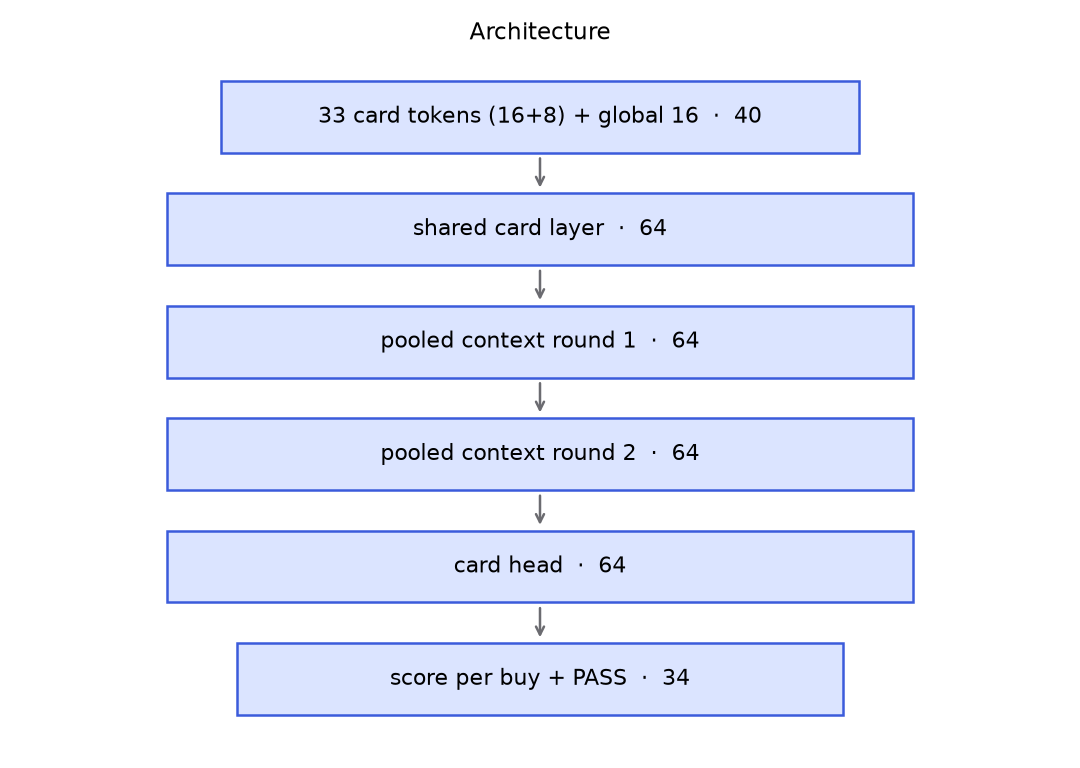 Architecture
33 card tokens (16+8) + global 16 · 40
shared card layer · 64
pooled context round 1 · 64
pooled context round 2 · 64
card head · 64
score per buy + PASS · 34